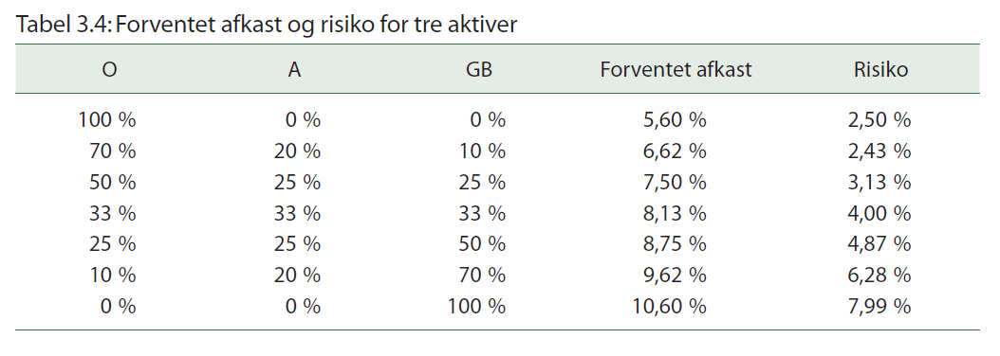 Tabel 3.4: Forventet afkast og risiko for tre aktiver
O A GB Forventet afkast Risiko
100 % 0 % 0 % 5,60 % 2,50 %
70 % 20 % 10 % 6,62 % 2,43 %
50 % 25 % 25 % 7,50 % 3,13 %
33 % 33 % 33 % 8,13 % 4,00 %
25 % 25 % 50 % 8,75 % 4,87 %
10 % 20 % 70 % 9,62 % 6,28 %
0 % 0 % 100 % 10,60 % 7,99 %